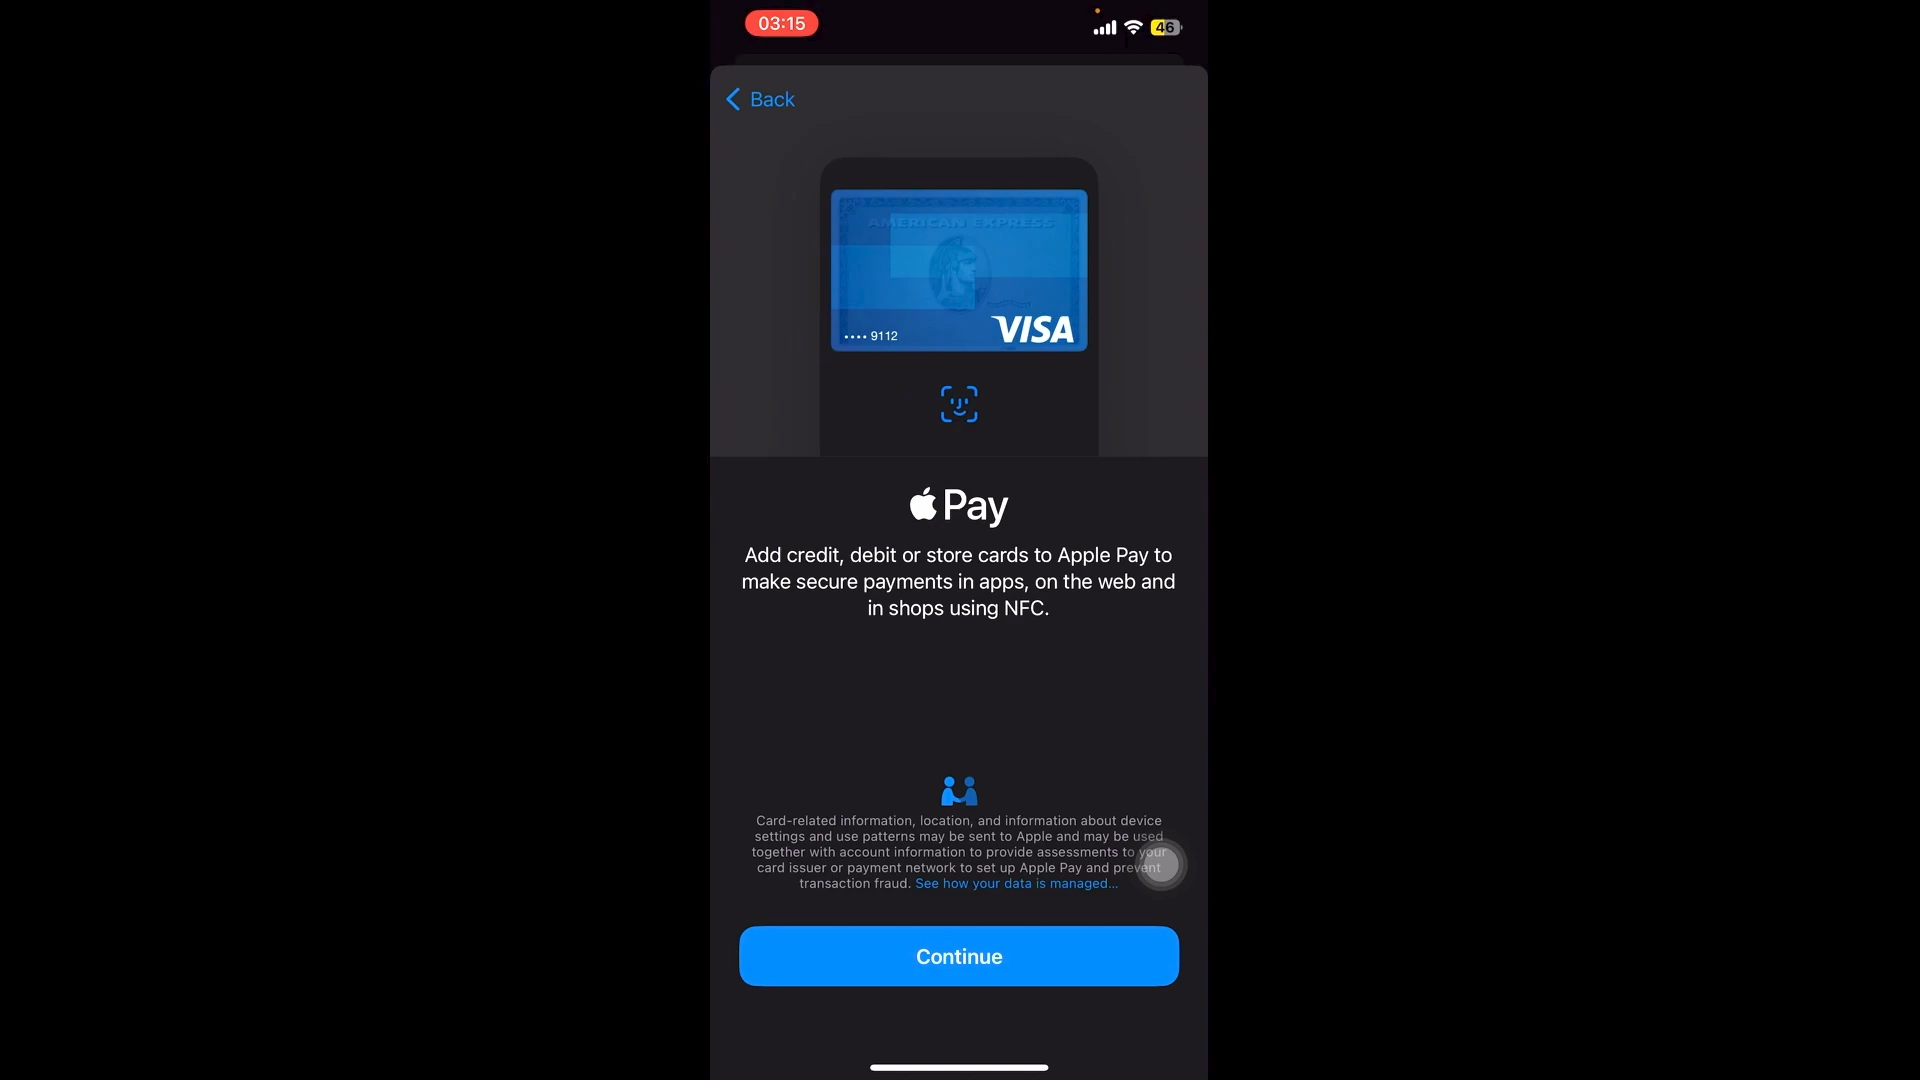 03:15
46
Back
AMERICAN EXPRESS
•••• 9112
VISA
Pay
Add credit, debit or store cards to Apple Pay to
make secure payments in apps, on the web and
in shops using NFC.
Card-related information, location, and information about device
settings and use patterns may be sent to Apple and may be used
together with account information to provide assessments to your
card issuer or payment network to set up Apple Pay and prevent
transaction fraud. See how your data is managed...
Continue